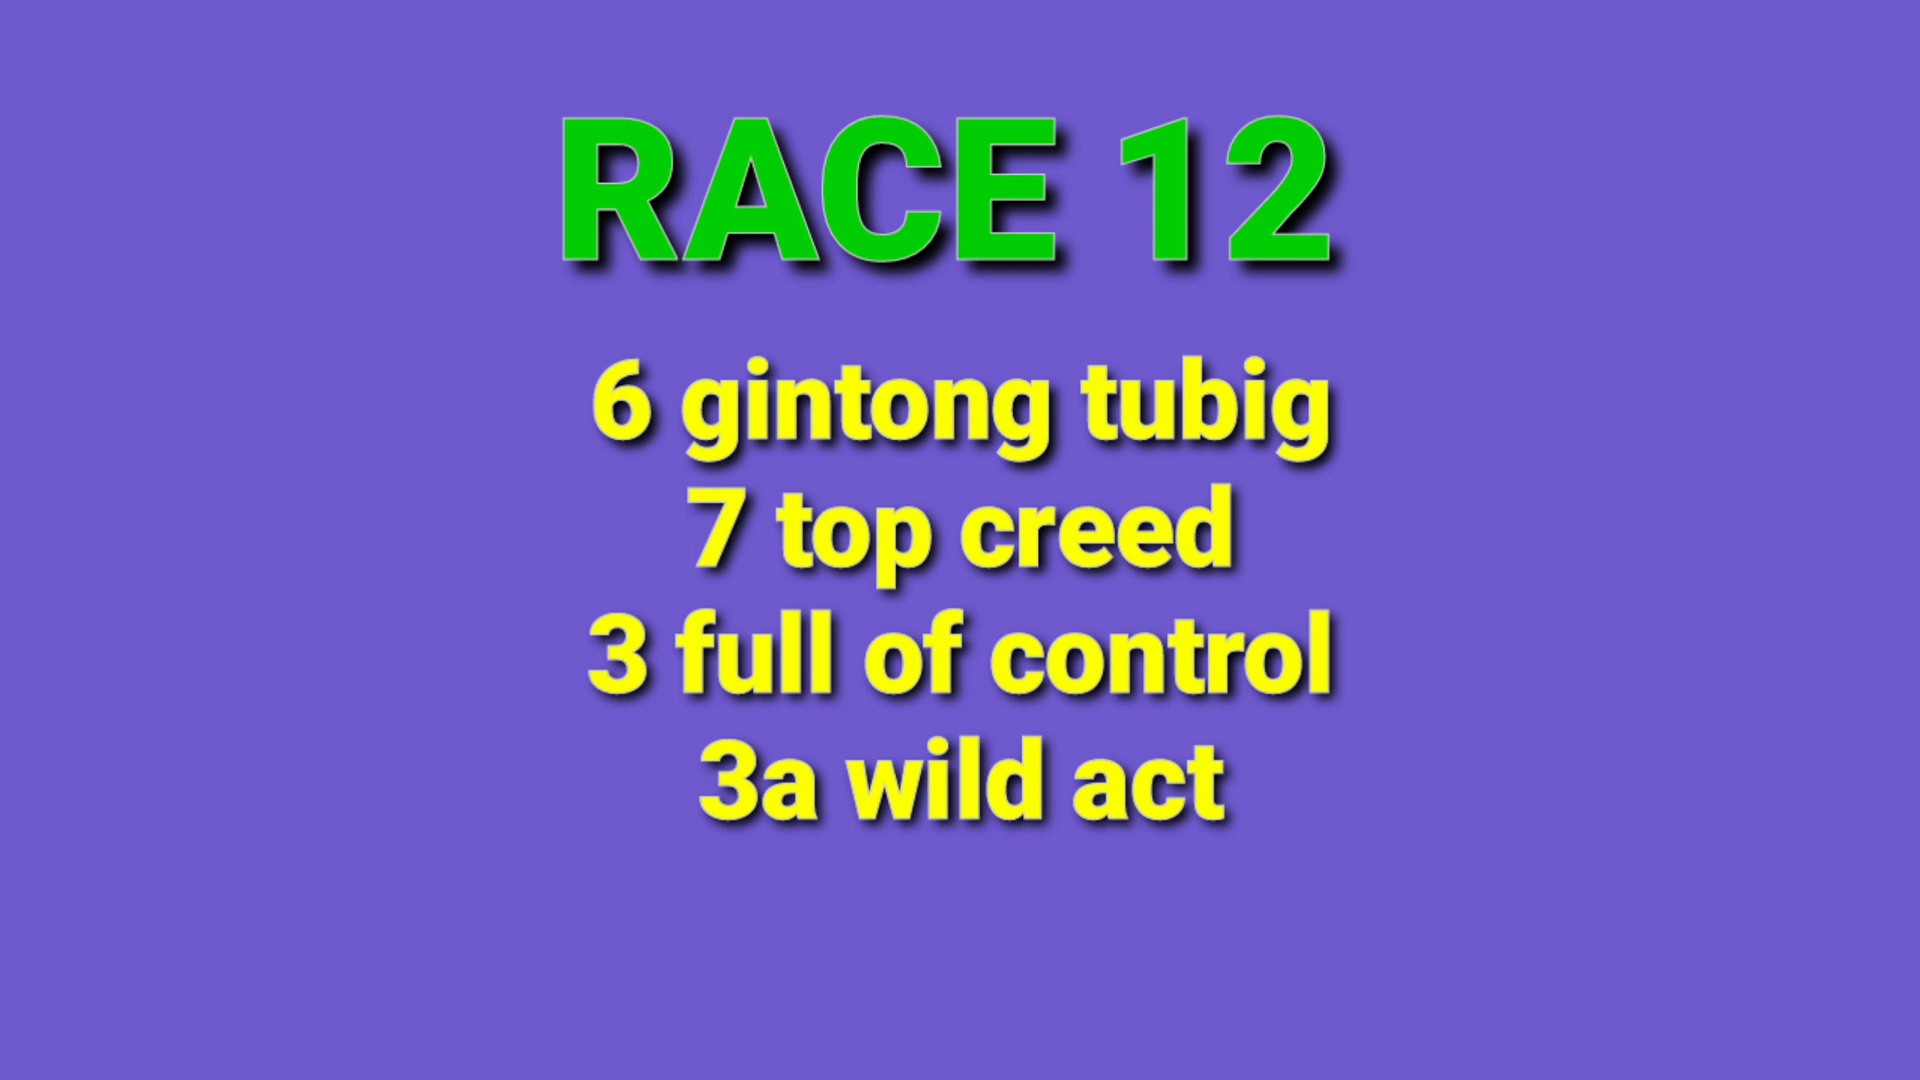 RACE 12
6 gintong tubig
7 top creed
3 full of control
3a wild act